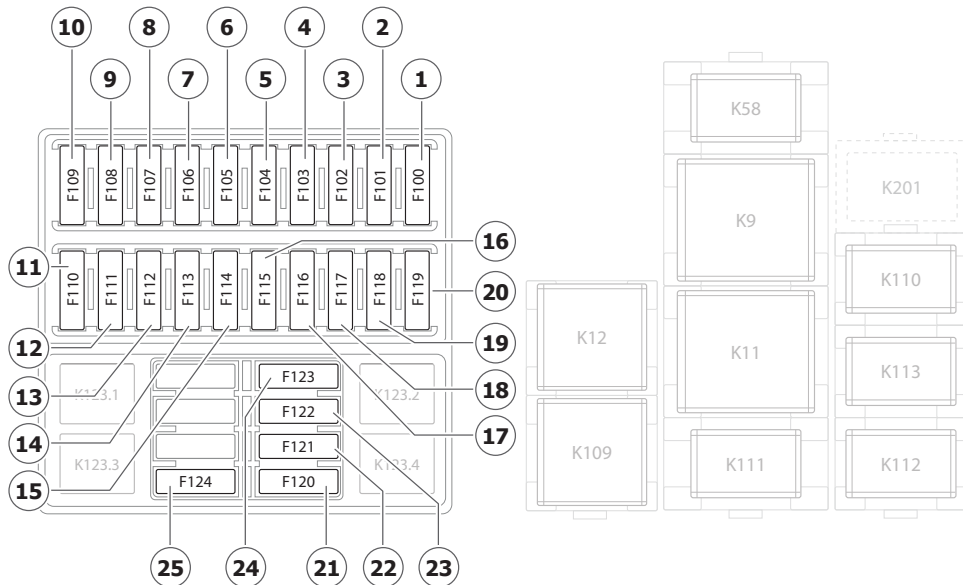 10 8 6 4 2
9 7 5 3 1
F109 F108 F107 F106 F105 F104 F103 F102 F101 F100
16
11 20
F110 F111 F112 F113 F114 F115 F116 F117 F118 F119
12 19
13 18
14 17
15
K123.1 F123 K123.2
F122
K123.3 F121 K123.4
F124 F120
25 24 21 22 23
K58
K9 K201
K110
K12 K11 K113
K109 K111 K112